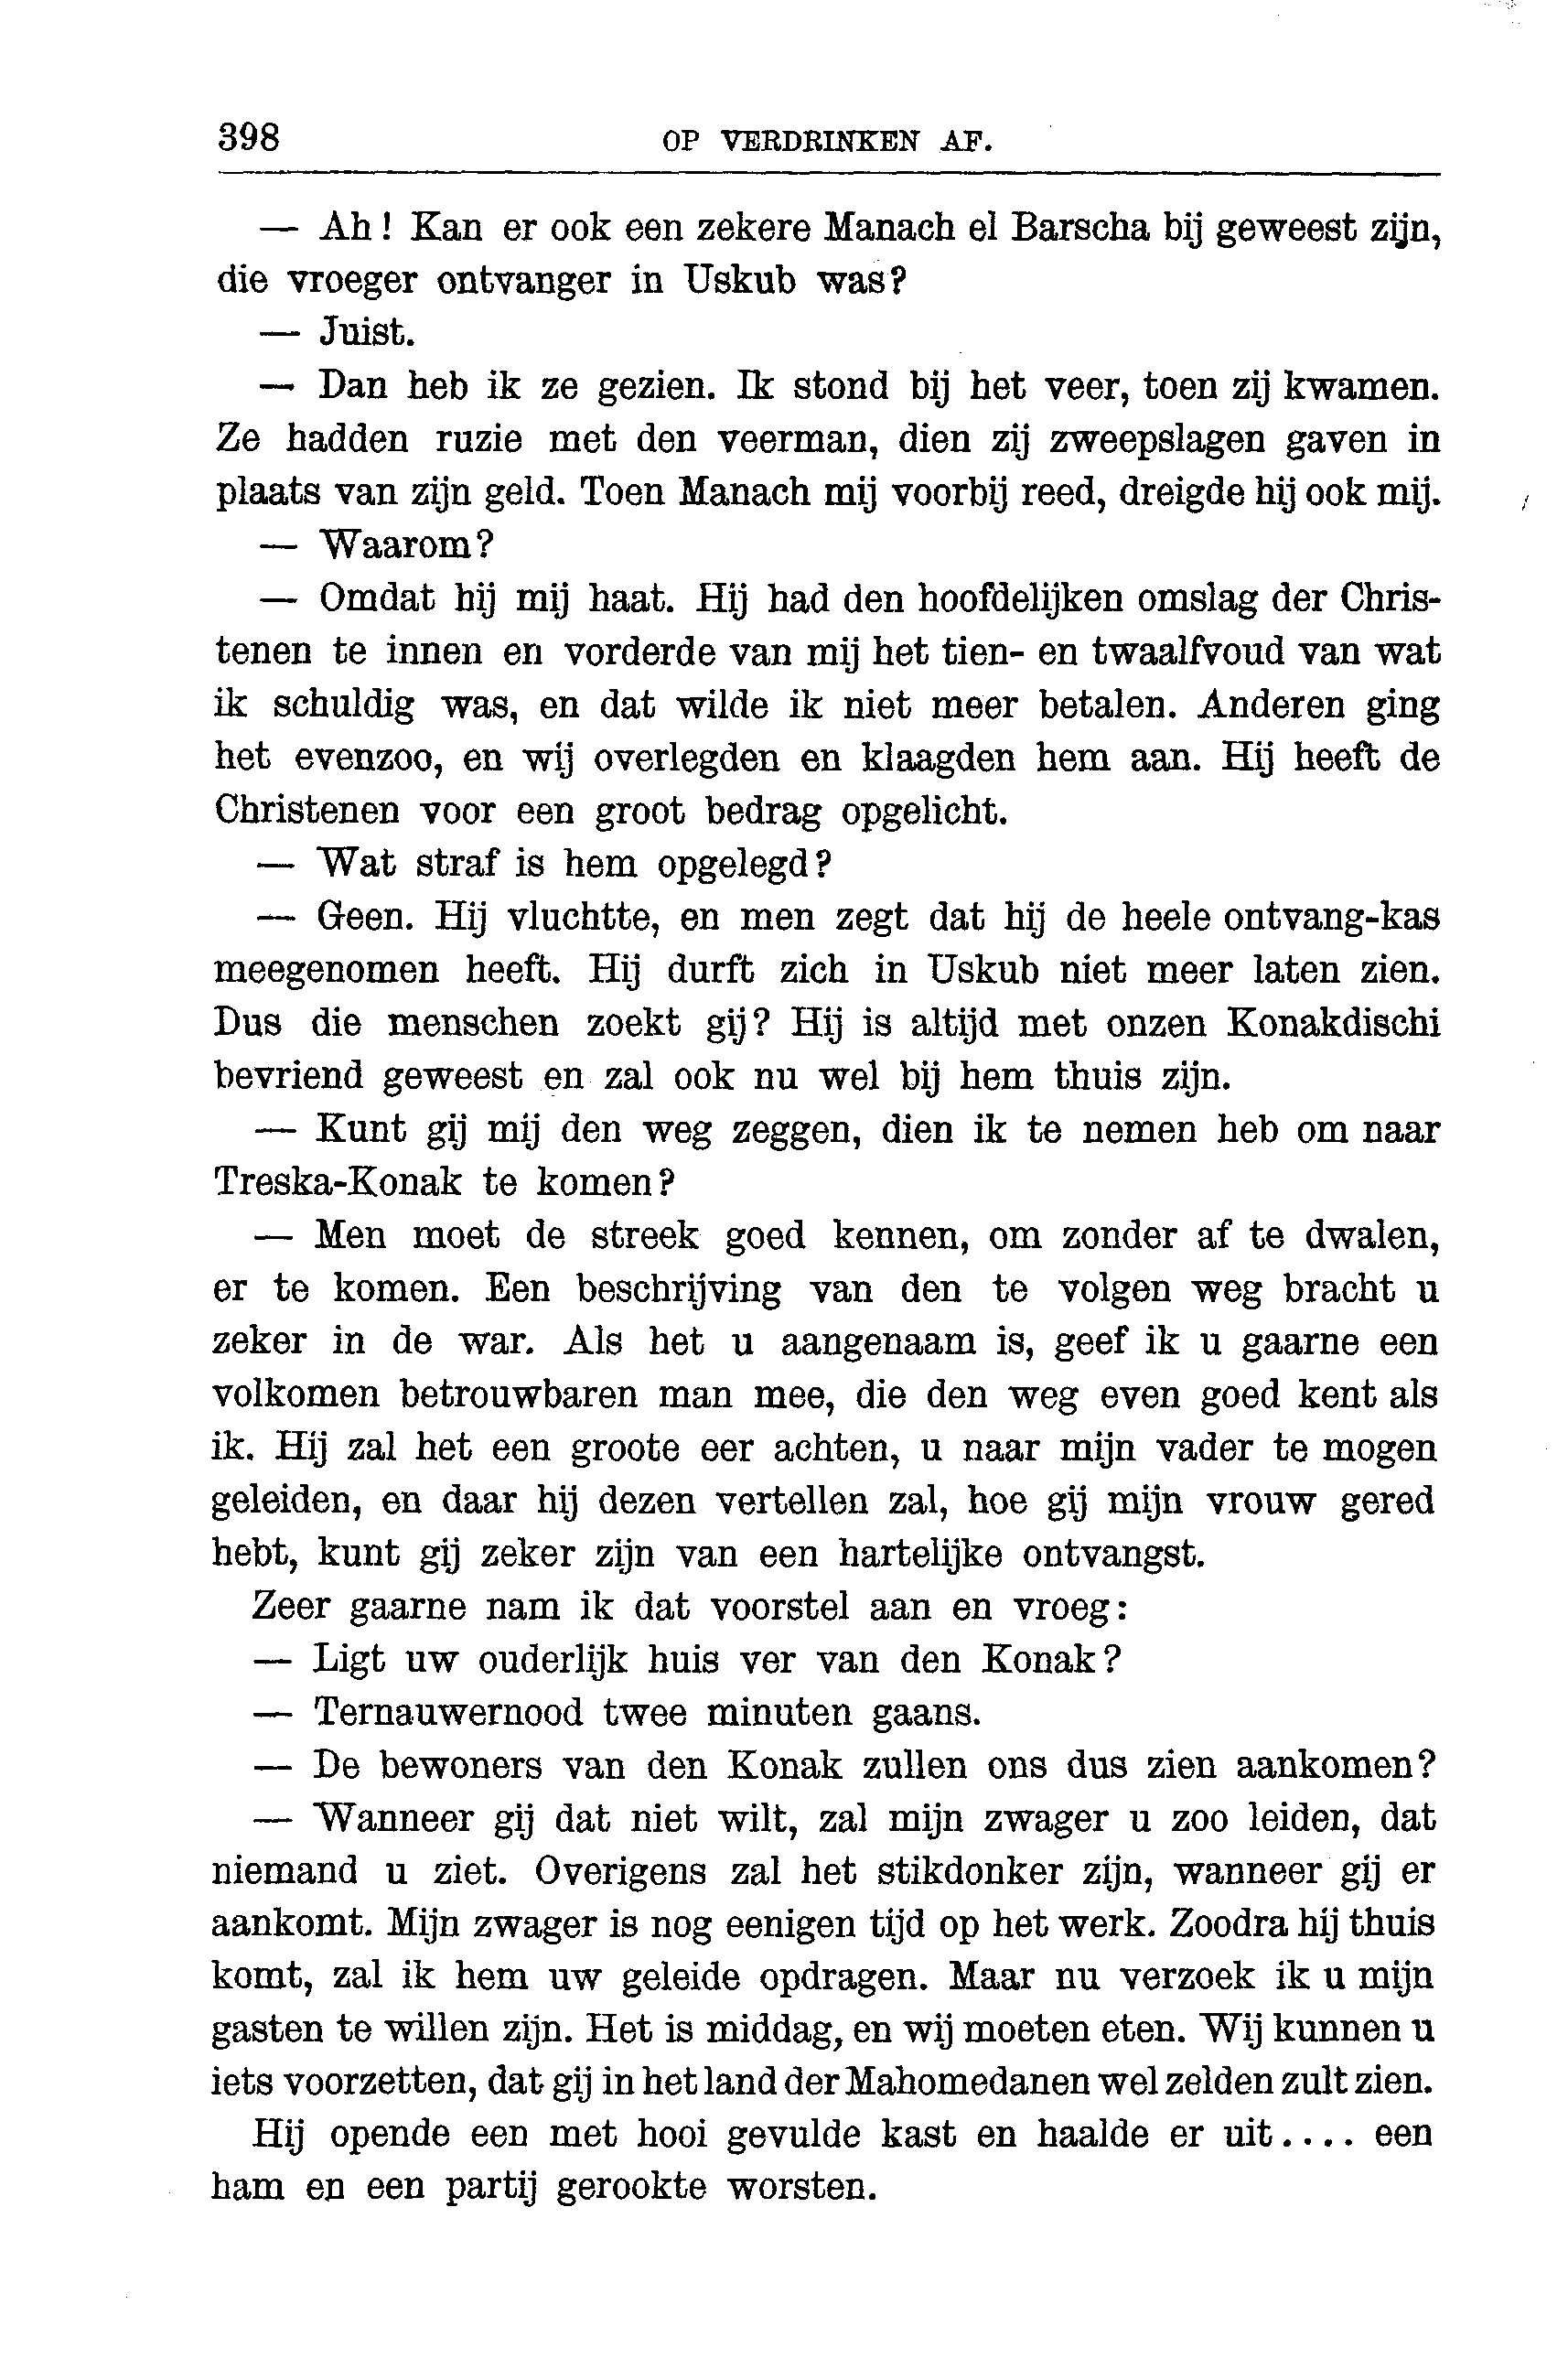 398 OP VERDRINKEN AF.
— Ah! Kan er ook een zekere Manach el Barscha bij geweest zijn,
die vroeger ontvanger in Uskub was?
— Juist.
— Dan heb ik ze gezien. Ik stond bij het veer, toen zij kwamen.
Ze hadden ruzie met den veerman, dien zij zweepslagen gaven in
plaats van zijn geld. Toen Manach mij voorbij reed, dreigde hij ook mij.
— Waarom?
— Omdat hij mij haat. Hij had den hoofdelijken omslag der Chris-
tenen te innen en vorderde van mij het tien- en twaalfvoud van wat
ik schuldig was, en dat wilde ik niet meer betalen. Anderen ging
het evenzoo, en wij overlegden en klaagden hem aan. Hij heeft de
Christenen voor een groot bedrag opgelicht.
— Wat straf is hem opgelegd?
— Geen. Hij vluchtte, en men zegt dat hij de heele ontvang-kas
meegenomen heeft. Hij durft zich in Uskub niet meer laten zien.
Dus die menschen zoekt gij? Hij is altijd met onzen Konakdischi
bevriend geweest en zal ook nu wel bij hem thuis zijn.
— Kunt gij mij den weg zeggen, dien ik te nemen heb om naar
Treska-Konak te komen?
— Men moet de streek goed kennen, om zonder af te dwalen,
er te komen. Een beschrijving van den te volgen weg bracht u
zeker in de war. Als het u aangenaam is, geef ik u gaarne een
volkomen betrouwbaren man mee, die den weg even goed kent als
ik. Hij zal het een groote eer achten, u naar mijn vader te mogen
geleiden, en daar hij dezen vertellen zal, hoe gij mijn vrouw gered
hebt, kunt gij zeker zijn van een hartelijke ontvangst.
Zeer gaarne nam ik dat voorstel aan en vroeg:
— Ligt uw ouderlijk huis ver van den Konak?
— Ternauwernood twee minuten gaans.
— De bewoners van den Konak zullen ons dus zien aankomen?
— Wanneer gij dat niet wilt, zal mijn zwager u zoo leiden, dat
niemand u ziet. Overigens zal het stikdonker zijn, wanneer gij er
aankomt. Mijn zwager is nog eenigen tijd op het werk. Zoodra hij thuis
komt, zal ik hem uw geleide opdragen. Maar nu verzoek ik u mijn
gasten te willen zijn. Het is middag, en wij moeten eten. Wij kunnen u
iets voorzetten, dat gij in het land der Mahomedanen wel zelden zult zien.
Hij opende een met hooi gevulde kast en haalde er uit.... een
ham en een partij gerookte worsten.